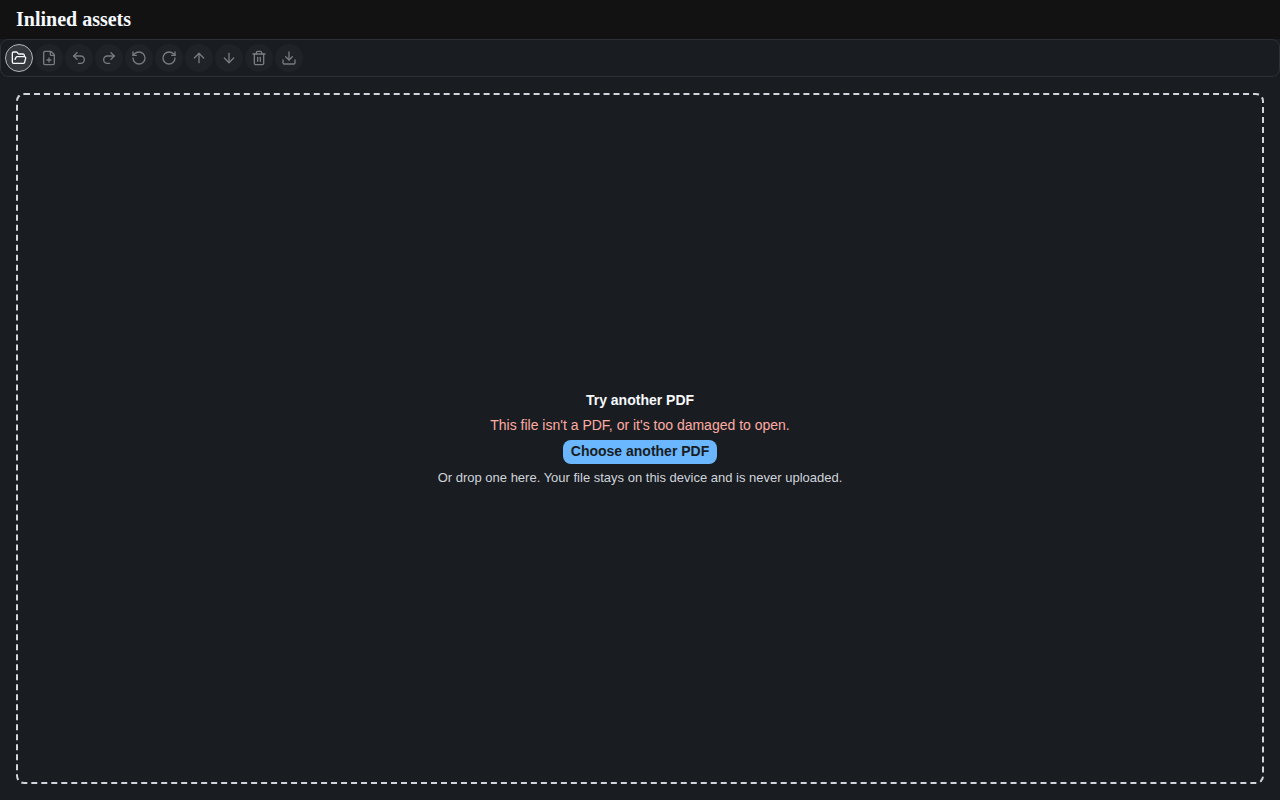 Inlined assets
Try another PDF
This file isn't a PDF, or it's too damaged to open.
Choose another PDF
Or drop one here. Your file stays on this device and is never uploaded.